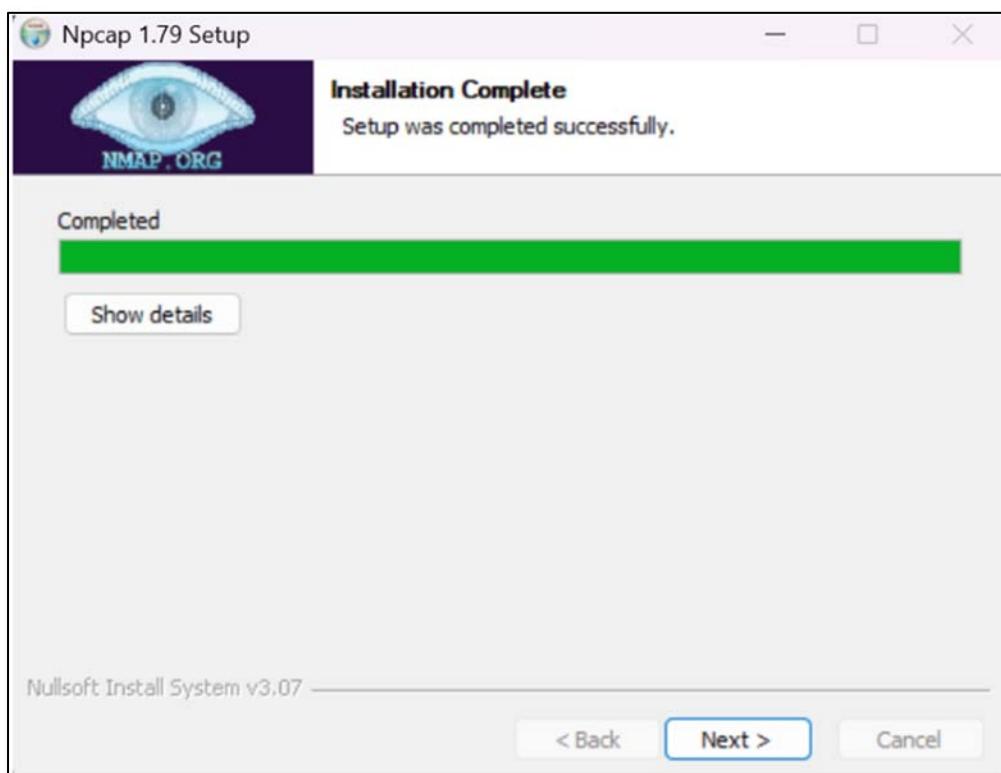 Npcap 1.79 Setup
Installation Complete
Setup was completed successfully.
NMAP.ORG
Completed
Show details
Nullsoft Install System v3.07
< Back
Next >
Cancel